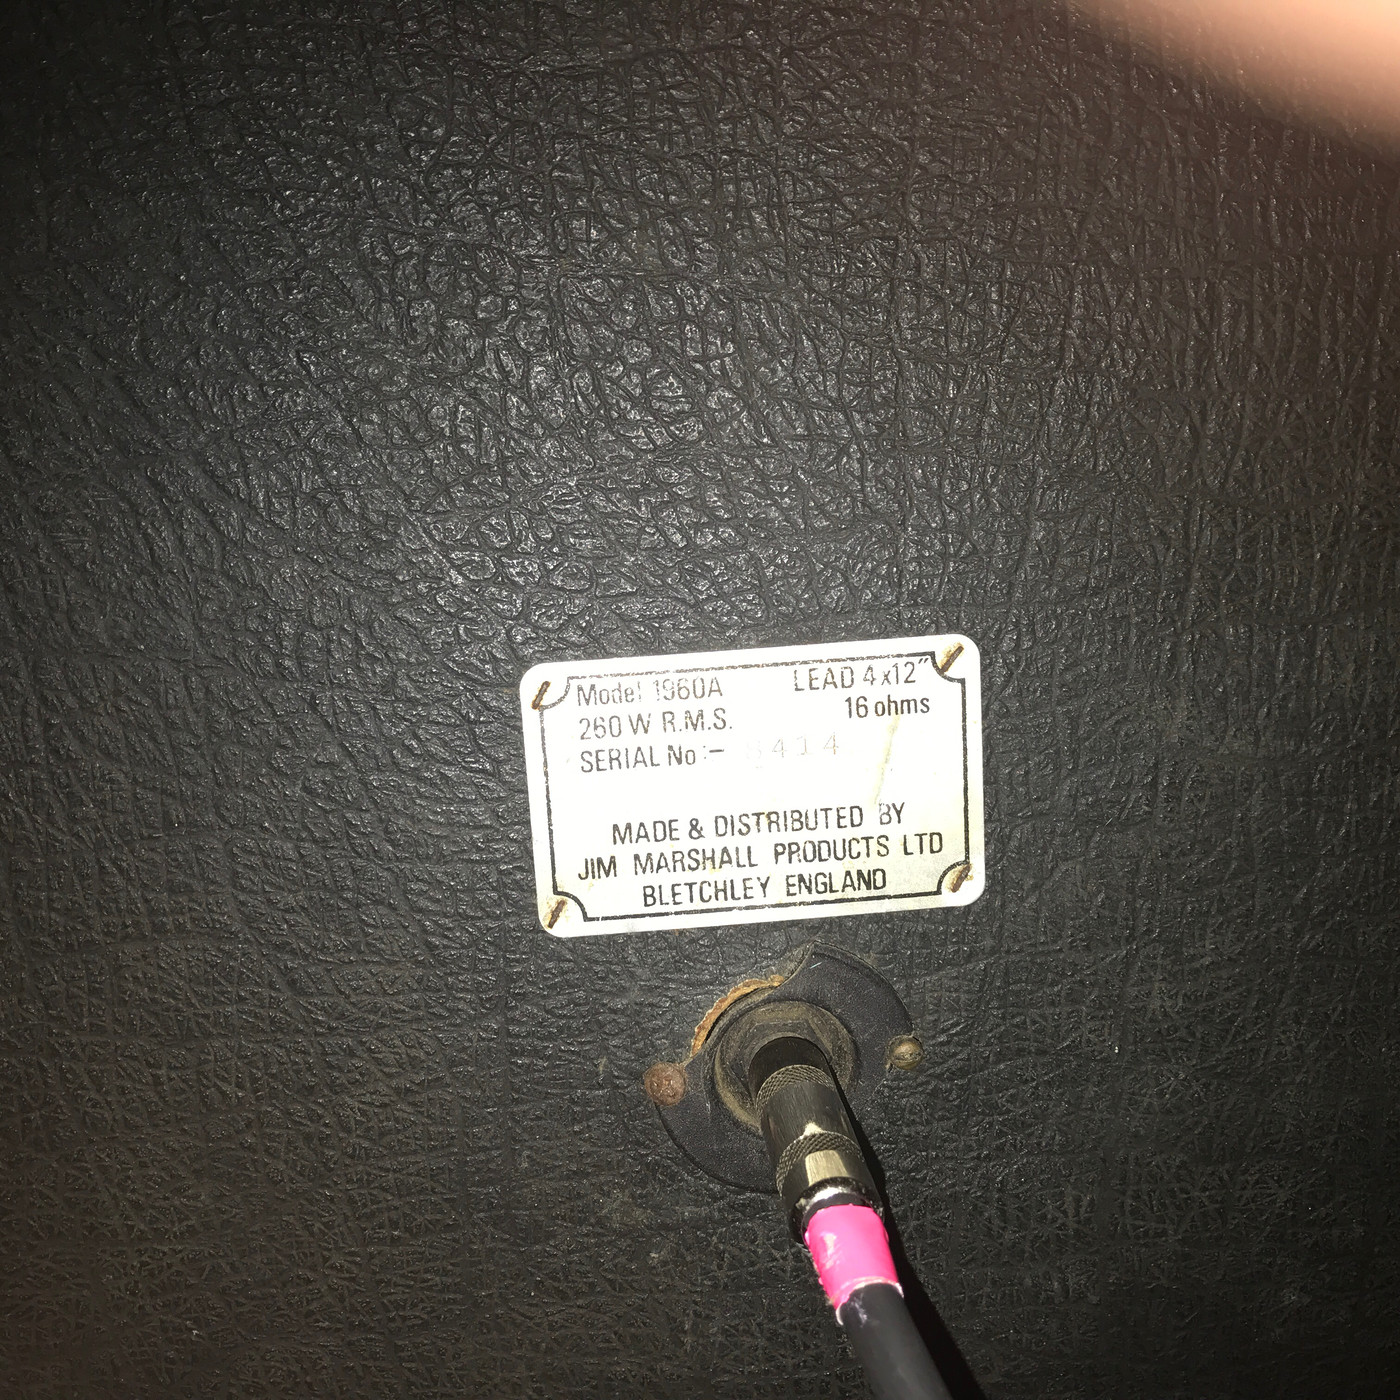 Model 1960A LEAD 4x12"
260 W R.M.S. 16 ohms
SERIAL No :-
MADE & DISTRIBUTED BY
JIM MARSHALL PRODUCTS LTD
BLETCHLEY ENGLAND